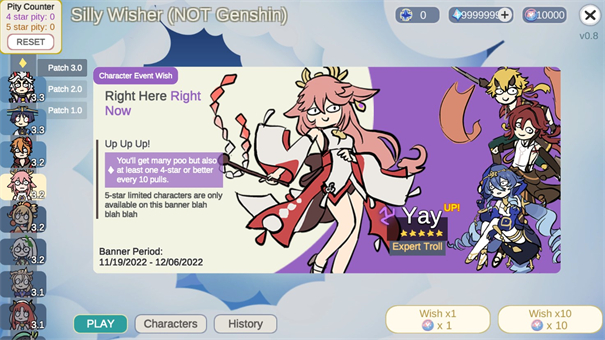 Pity Counter
4 star pity: 0
5 star pity: 0
RESET
Silly Wisher (NOT Genshin)
0
9999999
10000
v0.8
Patch 3.0
Patch 2.0
Patch 1.0
3.3
3.3
3.2
3.2
3.2
3.2
3.1
3.1
Character Event Wish
Right Here Right
Now
Up Up Up!
You'll get many poo but also
at least one 4-star or better
every 10 pulls.
5-star limited characters are only
available on this banner blah
blah blah
Banner Period:
11/19/2022 - 12/06/2022
Yay
UP!
Expert Troll
PLAY
Characters
History
Wish x1
x 1
Wish x10
x 10